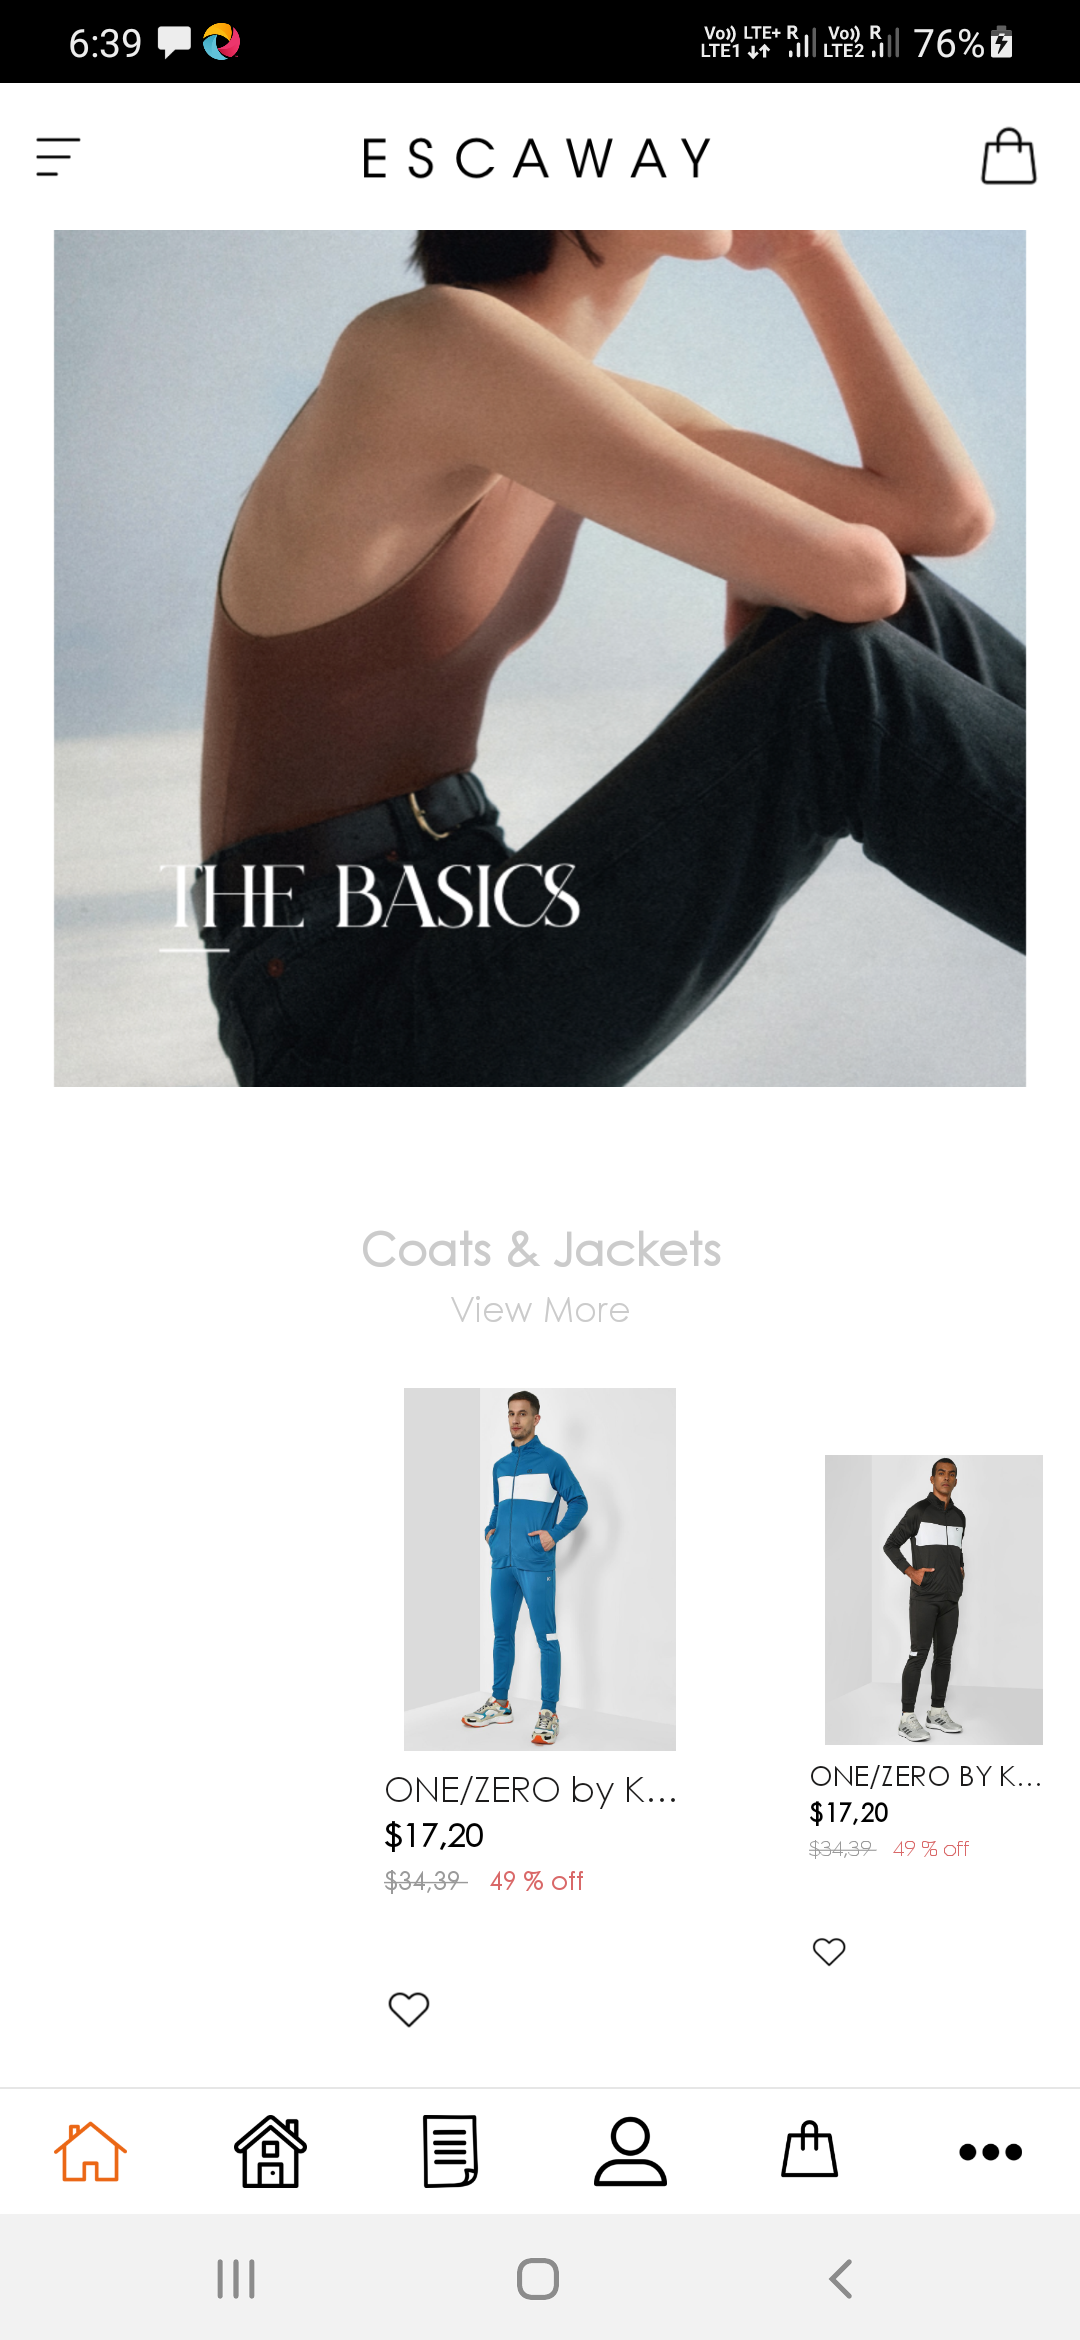 6:39
Vo)) LTE+ R Vo)) R
LTE1 LTE2 76%
ESCAWAY
THE BASICS
Coats & Jackets
View More
ONE/ZERO by K...
$17,20
$34,39 49 % off
ONE/ZERO BY K...
$17,20
$34,39 49 % off